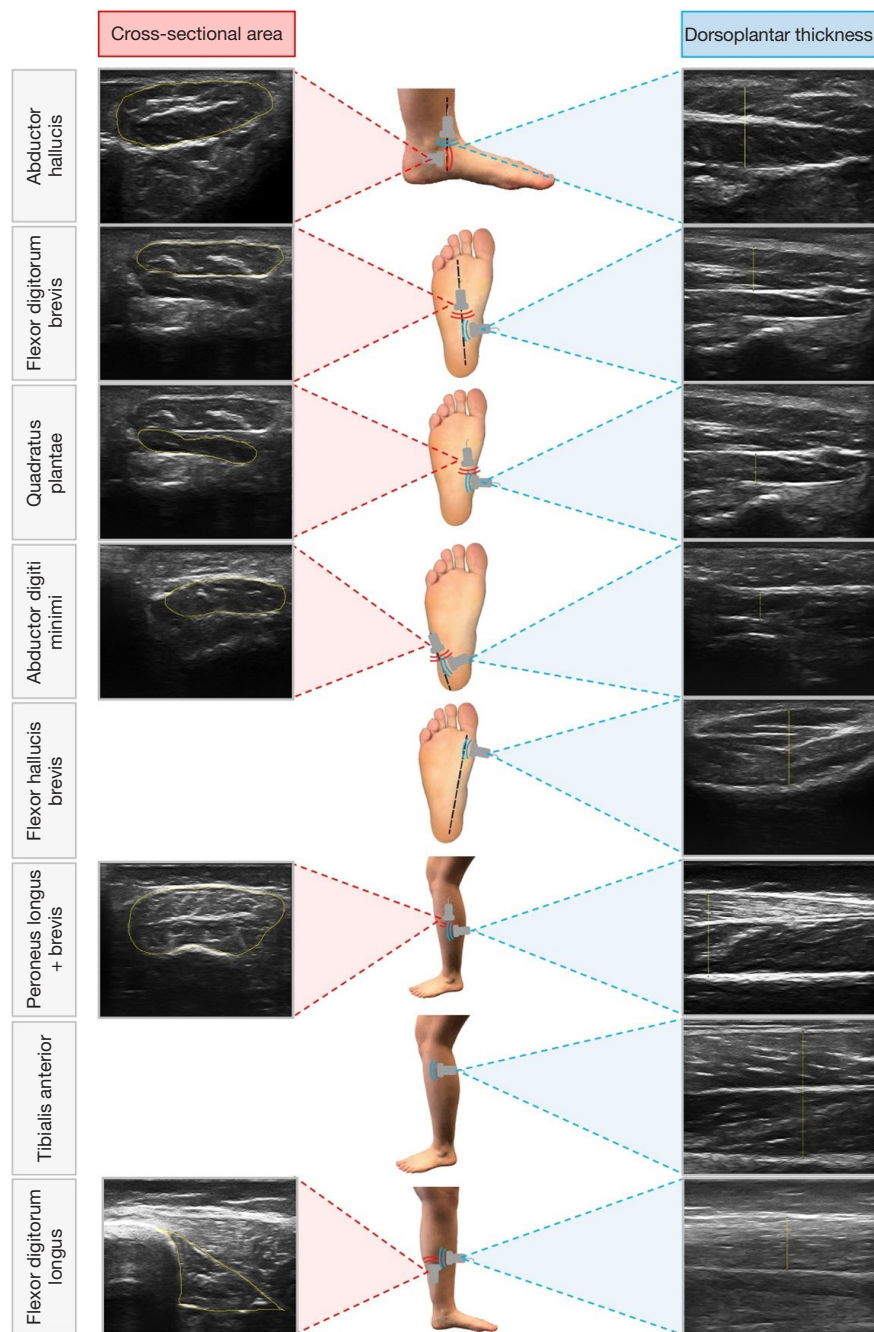 Cross-sectional area
Dorsoplantar thickness
Abductor
hallucis
Flexor digitorum
brevis
Quadratus
plantae
Abductor digiti
minimi
Flexor hallucis
brevis
Peroneus longus
+ brevis
Tibialis anterior
Flexor digitorum
longus